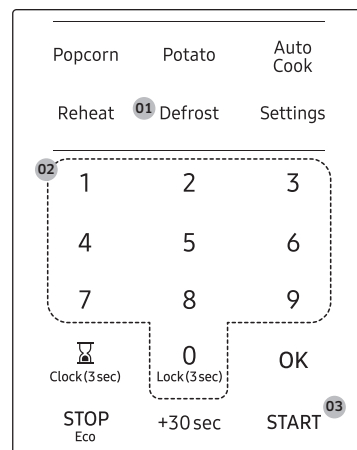 Popcorn Potato Auto Cook
Reheat 01 Defrost Settings
02
1 2 3
4 5 6
7 8 9
Clock(3 sec) 0 Lock(3 sec) OK
STOP Eco +30 sec START 03